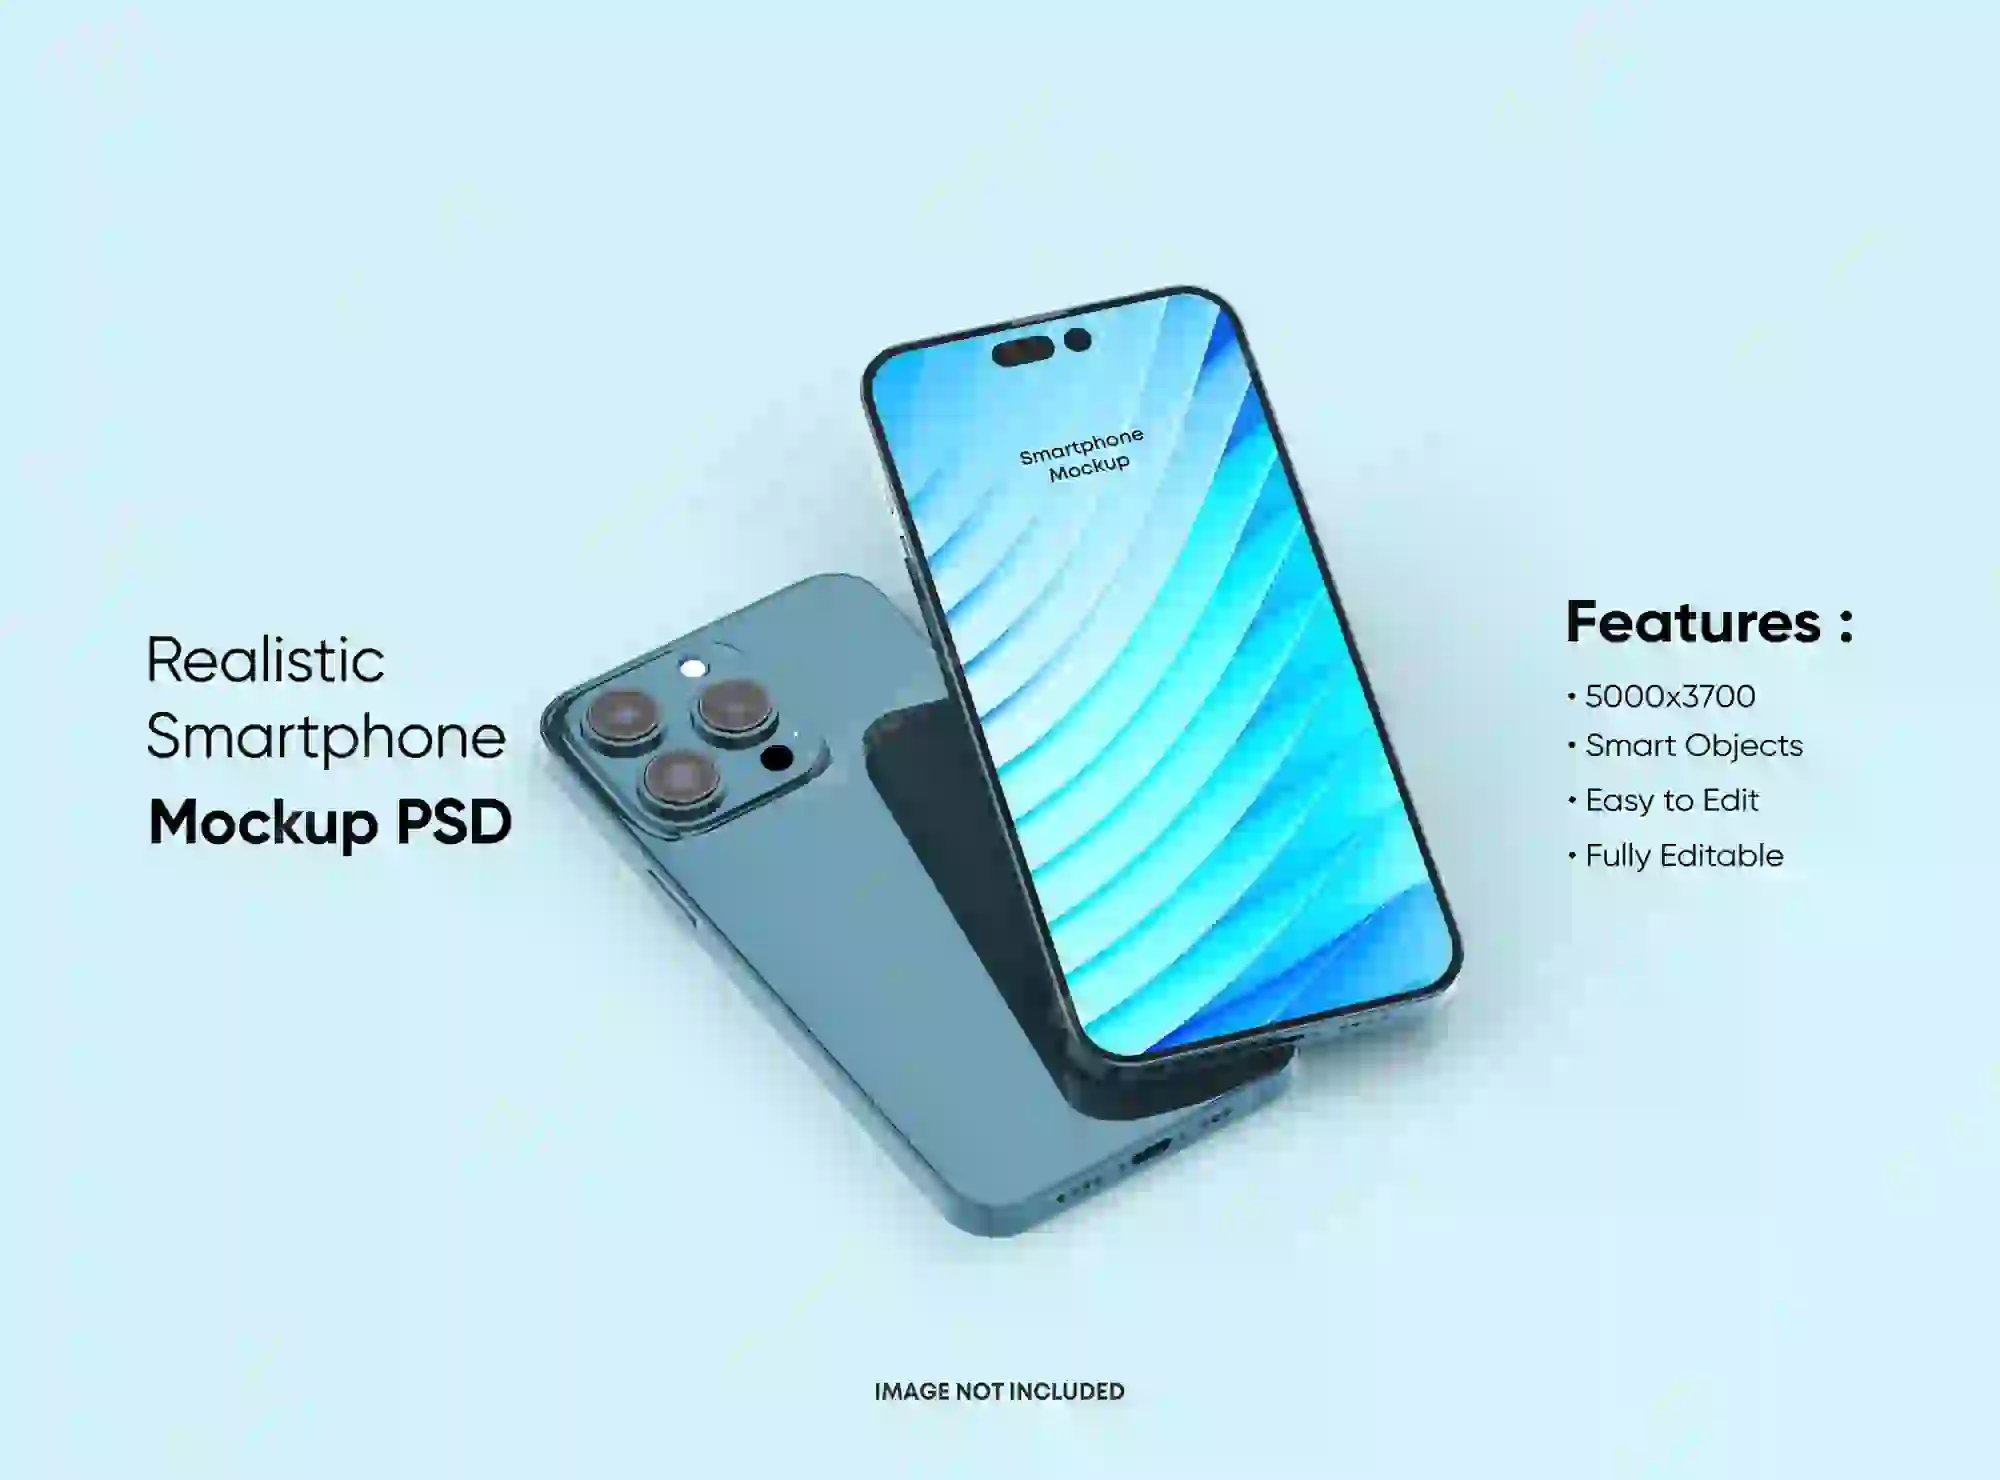 Smartphone
Mockup
Realistic
Smartphone
Mockup PSD
Features :
• 5000x3700
• Smart Objects
• Easy to Edit
• Fully Editable
IMAGE NOT INCLUDED